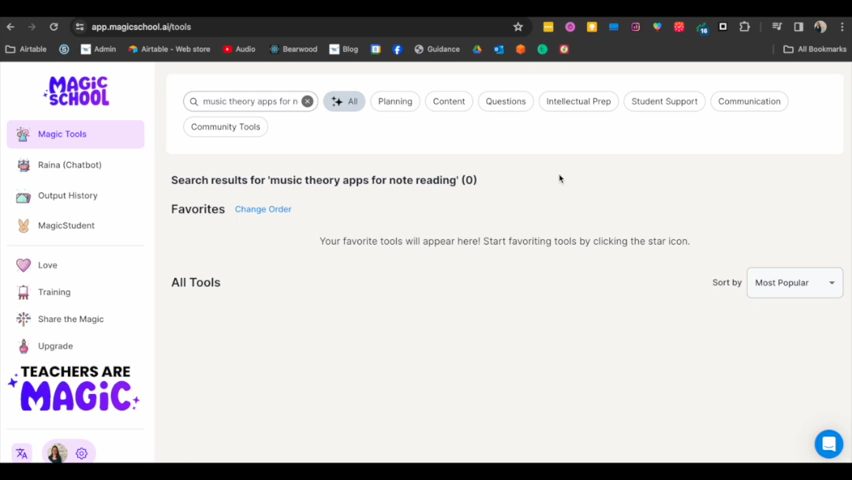 app.magicschool.ai/tools
Airtable
Admin
Airtable - Web store
Audio
Bearwood
Blog
Guidance
16
All Bookmarks
MAGIC
SCHOOL
music theory apps for n
All
Planning
Content
Questions
Intellectual Prep
Student Support
Communication
Community Tools
Magic Tools
Raina (Chatbot)
Output History
MagicStudent
Love
Training
Share the Magic
Upgrade
TEACHERS ARE
MAGiC
Search results for 'music theory apps for note reading' (0)
Favorites
Change Order
Your favorite tools will appear here! Start favoriting tools by clicking the star icon.
All Tools
Sort by
Most Popular